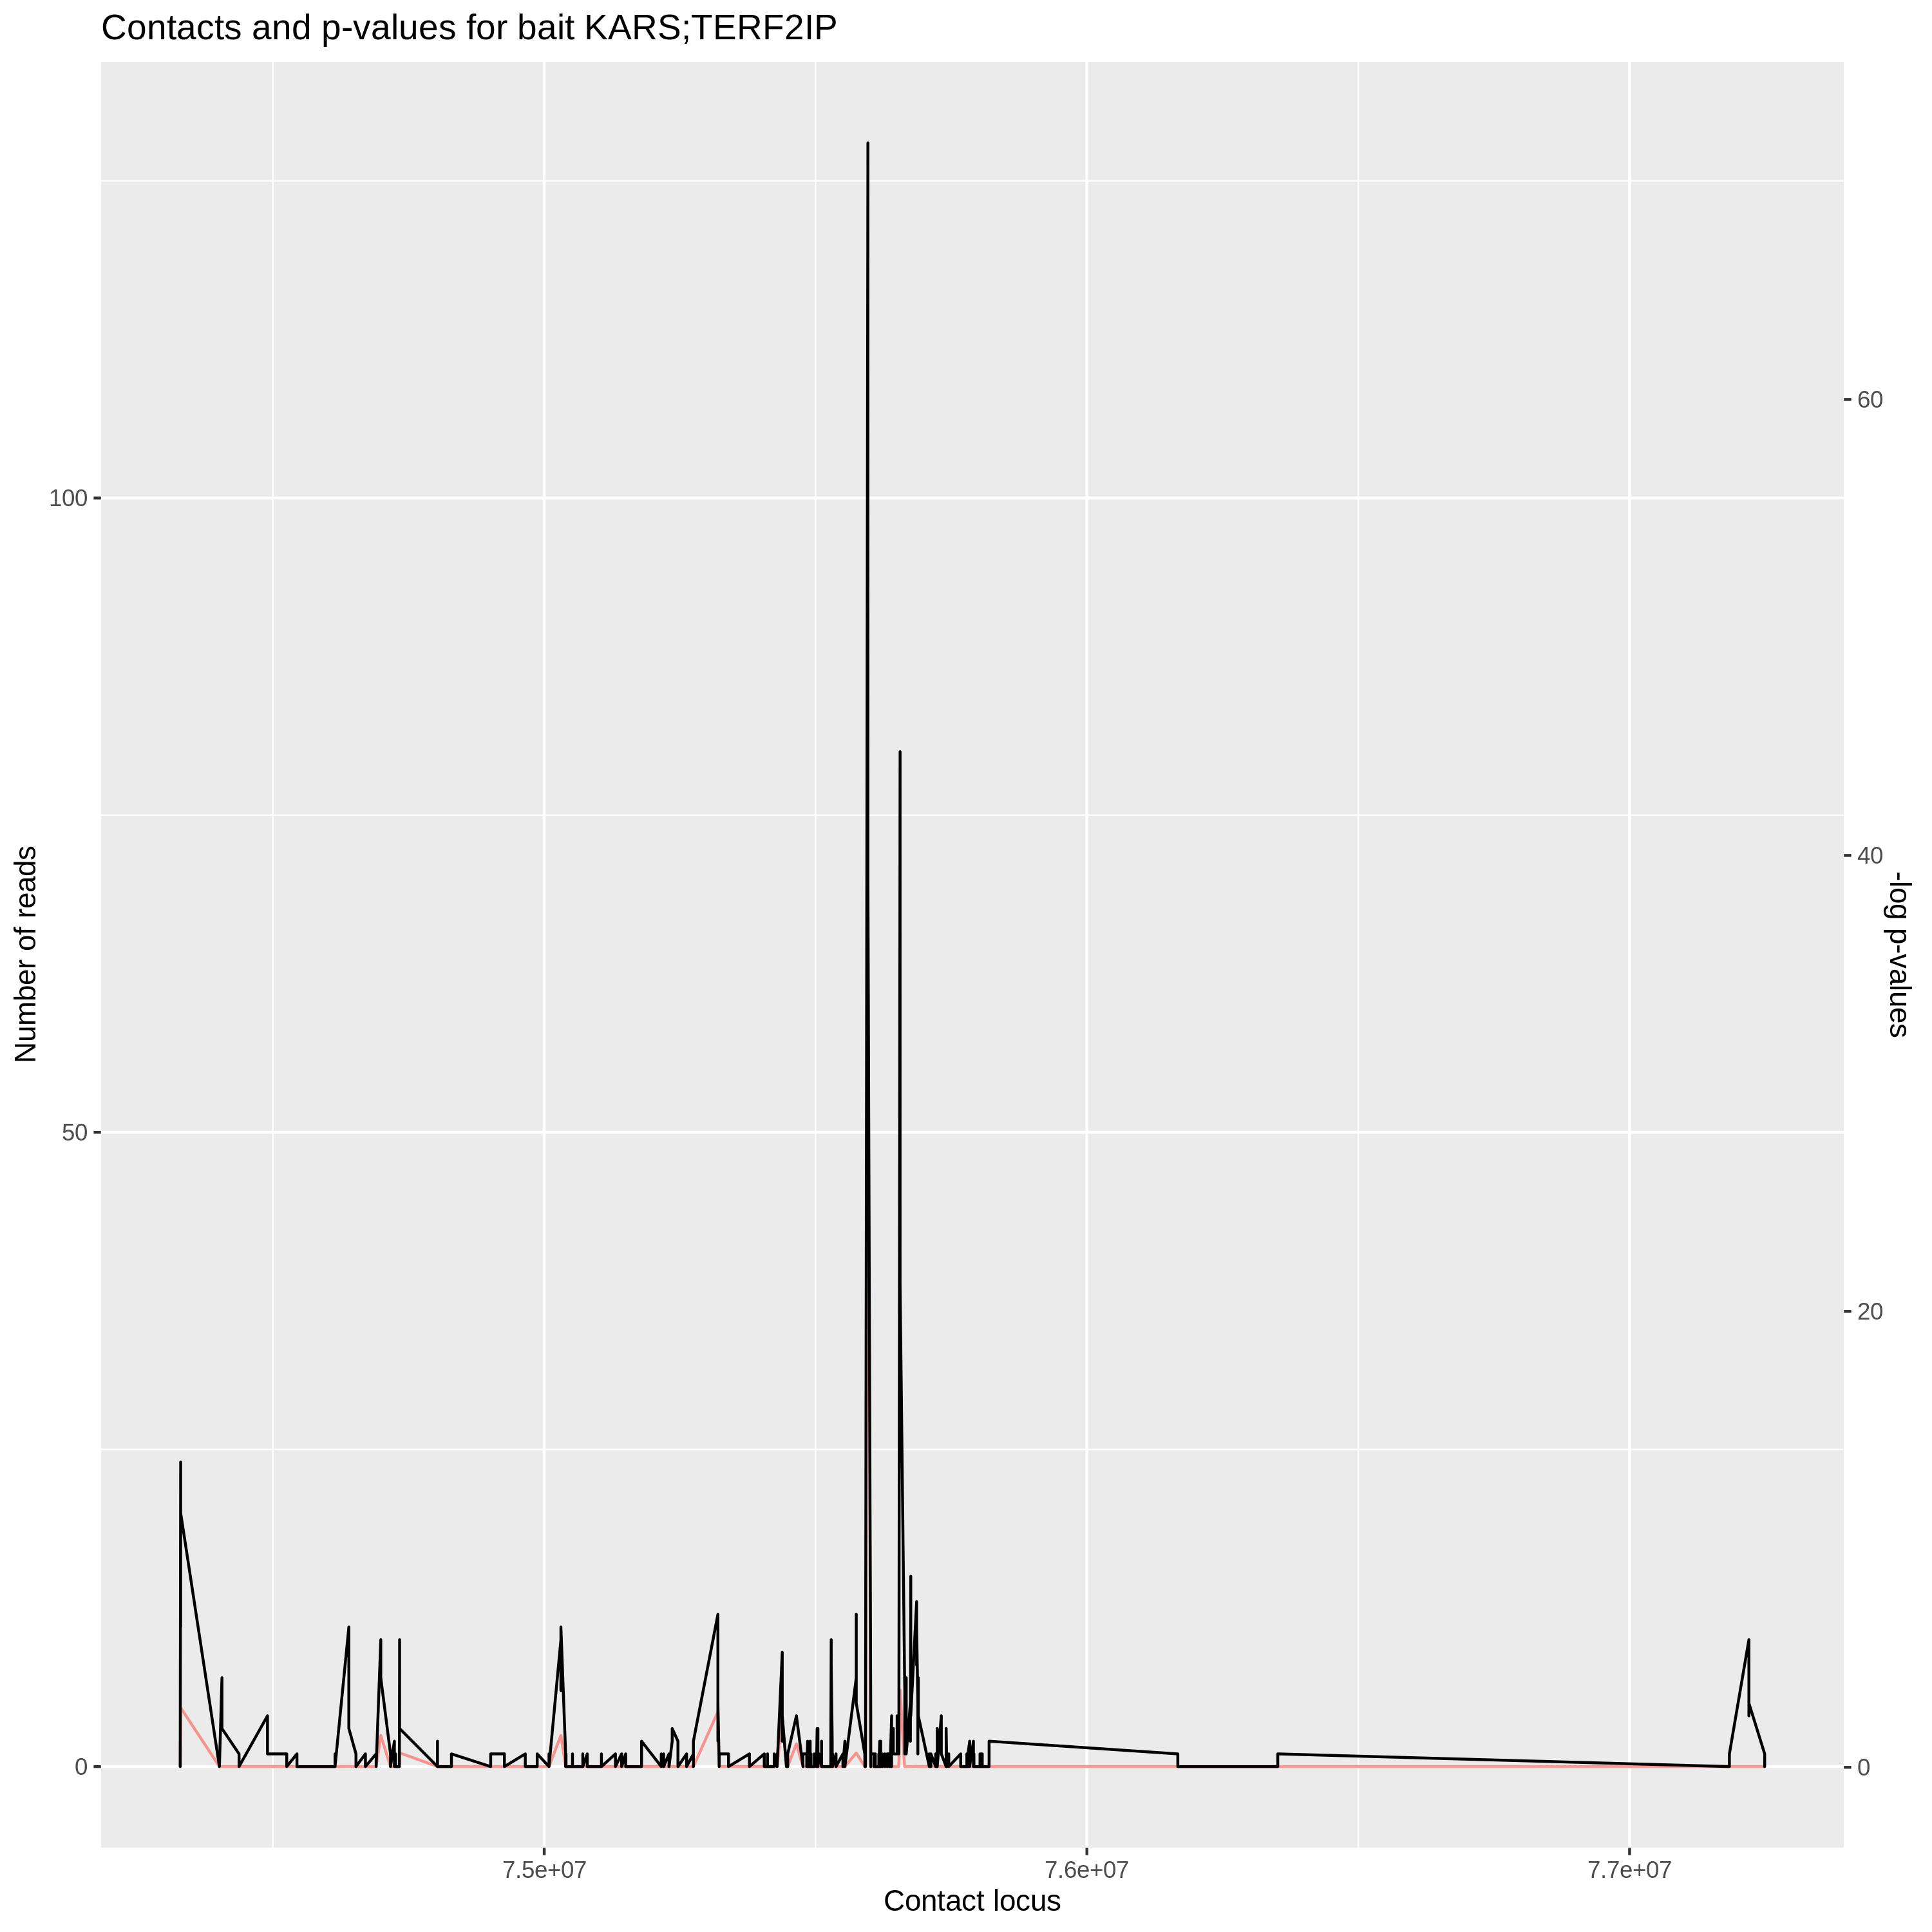 Contacts and p-values for bait KARS;TERF2IP
Number of reads
100
50
0
60
40
20
0
-log p-values
7.5e+07
7.6e+07
7.7e+07
Contact locus